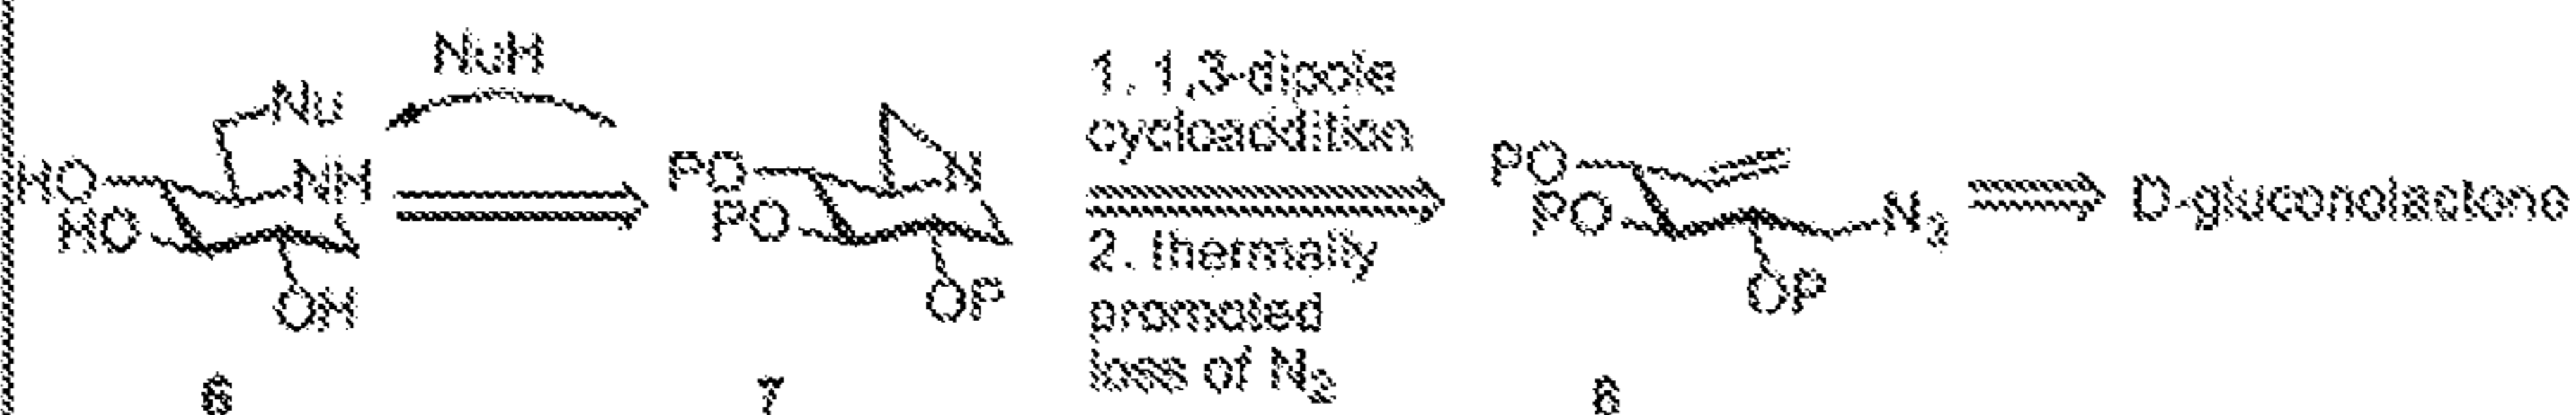 NuH
Nu
HO
NH
HO
OH
6
PO
N
PO
OP
7
1. 1,3-dipole
cycloaddition
2. thermally
promoted
loss of N2
PO
PO
N3
OP
8
D-gluconolactone